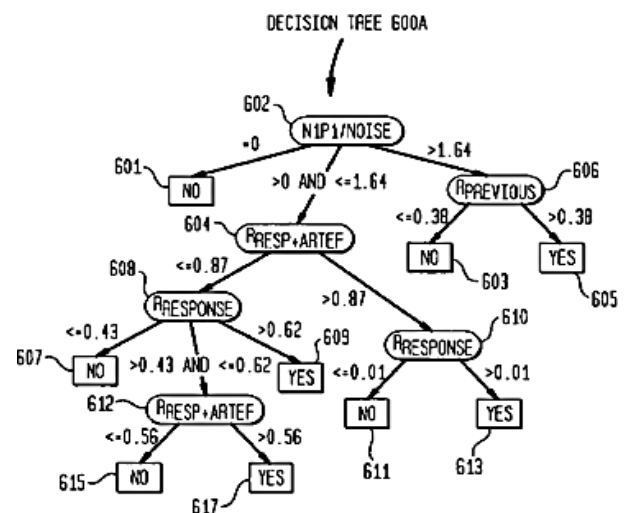 DECISION TREE 600A
602
N1P1/NOISE
=0
>0 AND <=1.64
>1.64
601
NO
606
RPREVIOUS
604
RRESP+ARTEF
<=0.38
>0.38
NO
603
YES
605
<=0.87
>0.87
608
RRESPONSE
610
RRESPONSE
<=0.43
>0.43 AND <=0.62
>0.62
607
NO
609
YES
<=0.01
>0.01
612
RRESP+ARTEF
NO
611
YES
613
<=0.56
>0.56
615
NO
617
YES